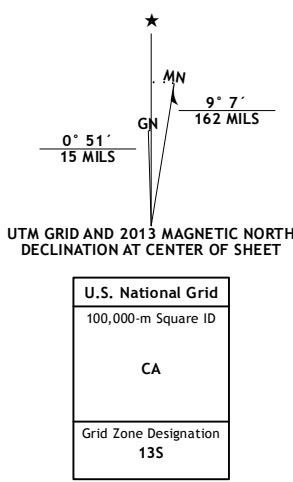 ★
MN
GN
9° 7´
162 MILS
0° 51´
15 MILS
UTM GRID AND 2013 MAGNETIC NORTH
DECLINATION AT CENTER OF SHEET
U.S. National Grid
100,000-m Square ID
CA
Grid Zone Designation
13S